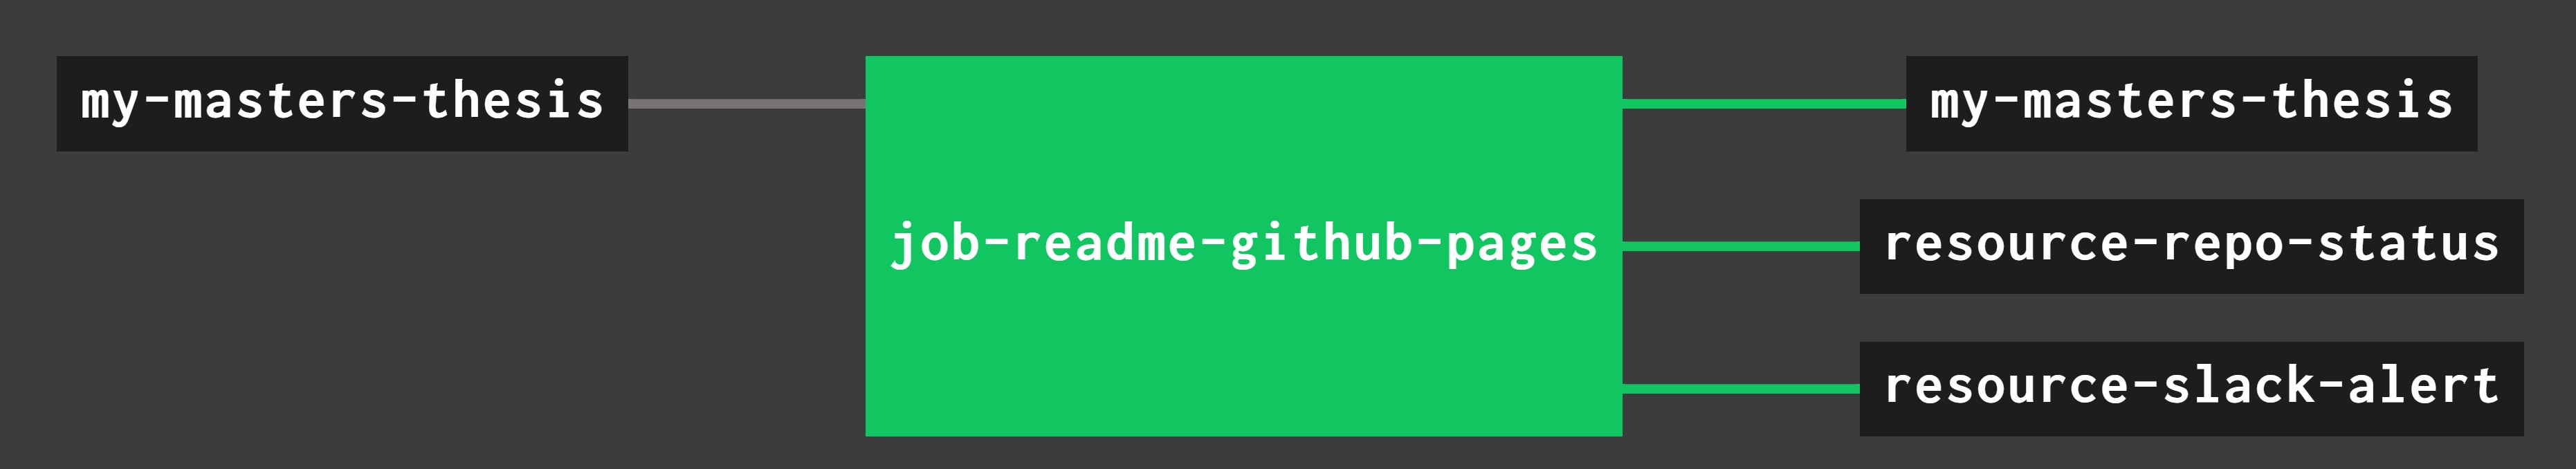 my-masters-thesis
job-readme-github-pages
my-masters-thesis
resource-repo-status
resource-slack-alert